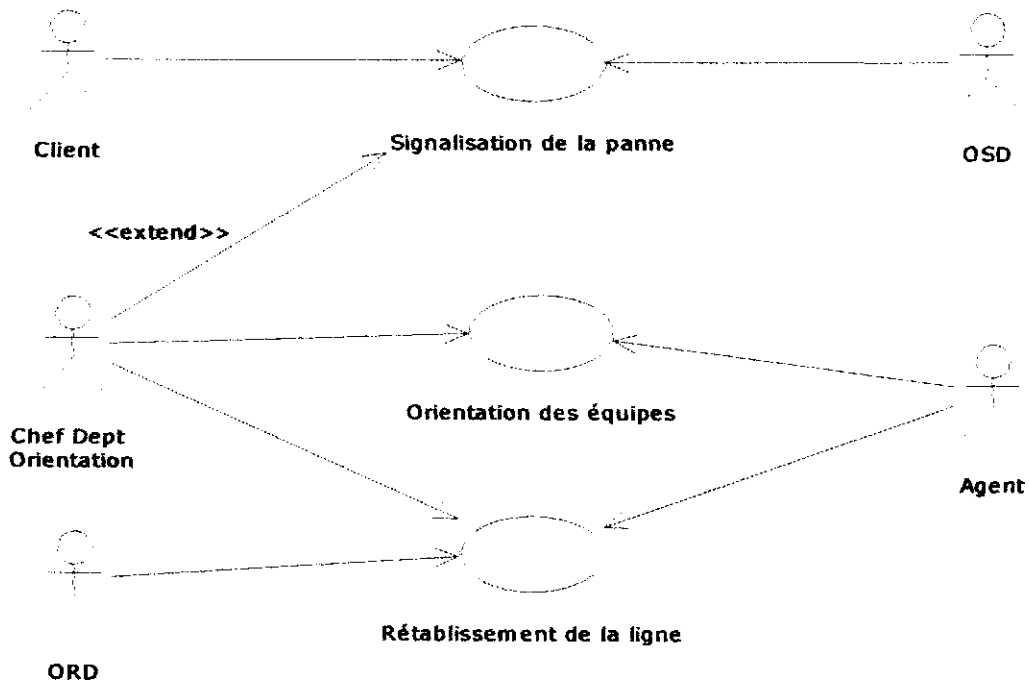 Client
Signalisation de la panne
OSD
<<extend>>
Chef Dept
Orientation
Orientation des équipes
Agent
ORD
Rétablissement de la ligne